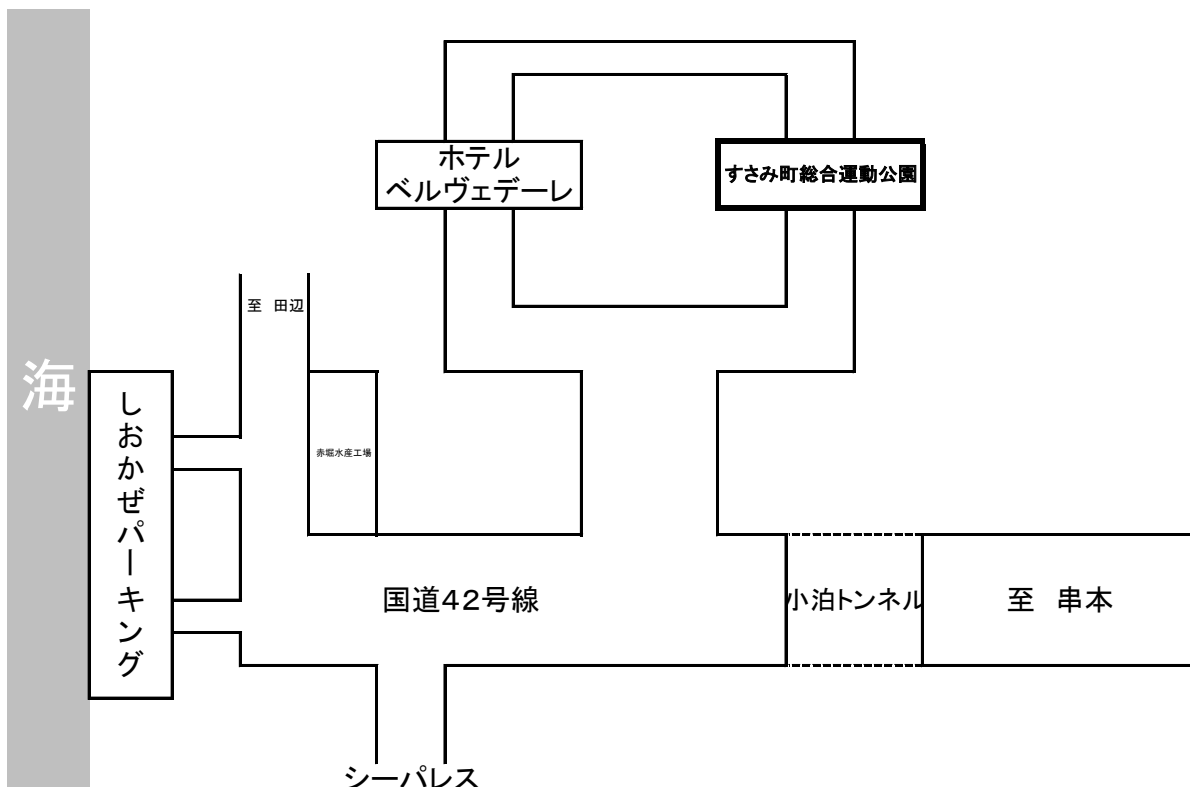 ホテル
ベルヴェデーレ
すさみ町総合運動公園
至　田辺
海
しおかぜパーキング
赤堀水産工場
国道42号線
小泊トンネル
至　串本
シーパレス